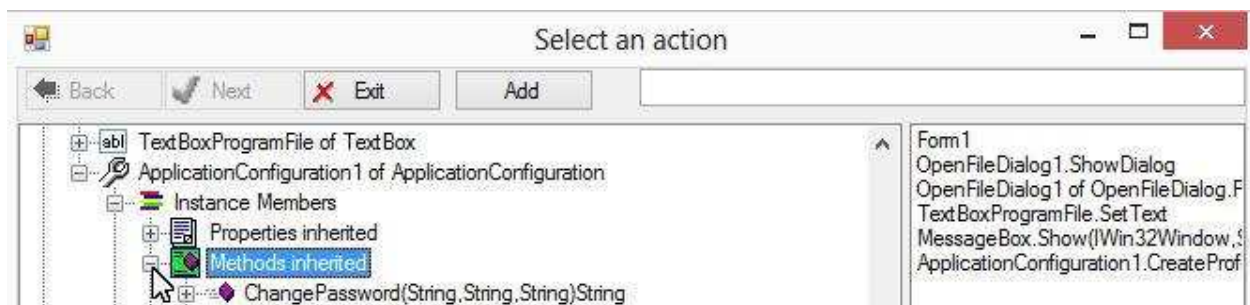 Select an action
Back Next Exit Add
TextBoxProgramFile of TextBox
ApplicationConfiguration1 of ApplicationConfiguration
Instance Members
Properties inherited
Methods inherited
ChangePassword(String,String,String)String
Form1
OpenFileDialog1.ShowDialog
OpenFileDialog1 of OpenFileDialog.F
TextBoxProgramFile.SetText
MessageBox.Show(IWin32Window,S
ApplicationConfiguration1.CreateProf